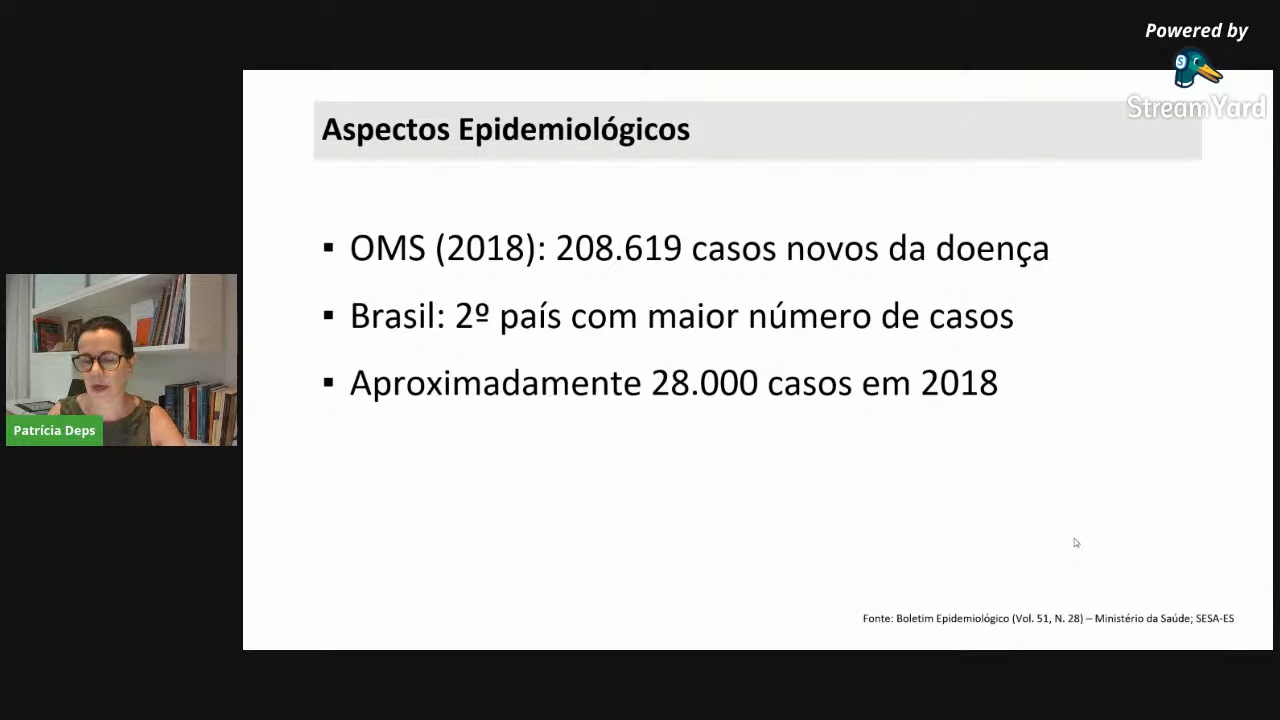 Powered by
StreamYard
Aspectos Epidemiológicos
▪ OMS (2018): 208.619 casos novos da doença
▪ Brasil: 2º país com maior número de casos
▪ Aproximadamente 28.000 casos em 2018
Patrícia Deps
Fonte: Boletim Epidemiológico (Vol. 51, N. 28) – Ministério da Saúde; SESA-ES